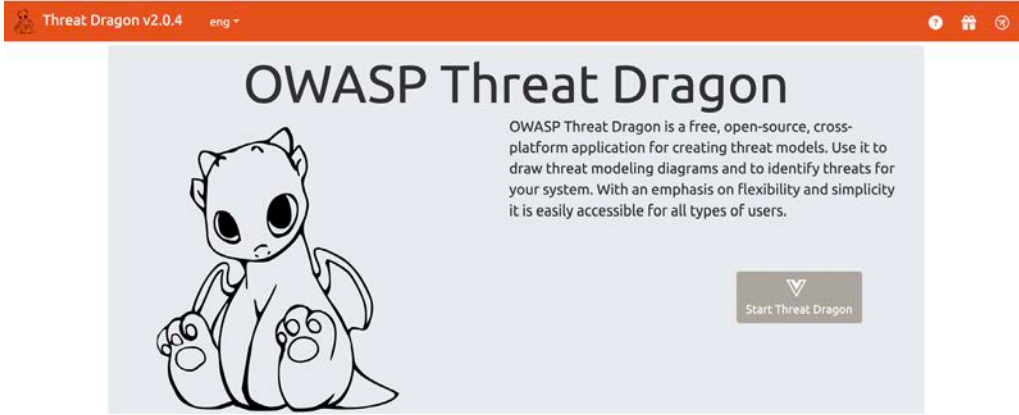 Threat Dragon v2.0.4 eng
OWASP Threat Dragon
OWASP Threat Dragon is a free, open-source, cross-
platform application for creating threat models. Use it to
draw threat modeling diagrams and to identify threats for
your system. With an emphasis on flexibility and simplicity
it is easily accessible for all types of users.
Start Threat Dragon